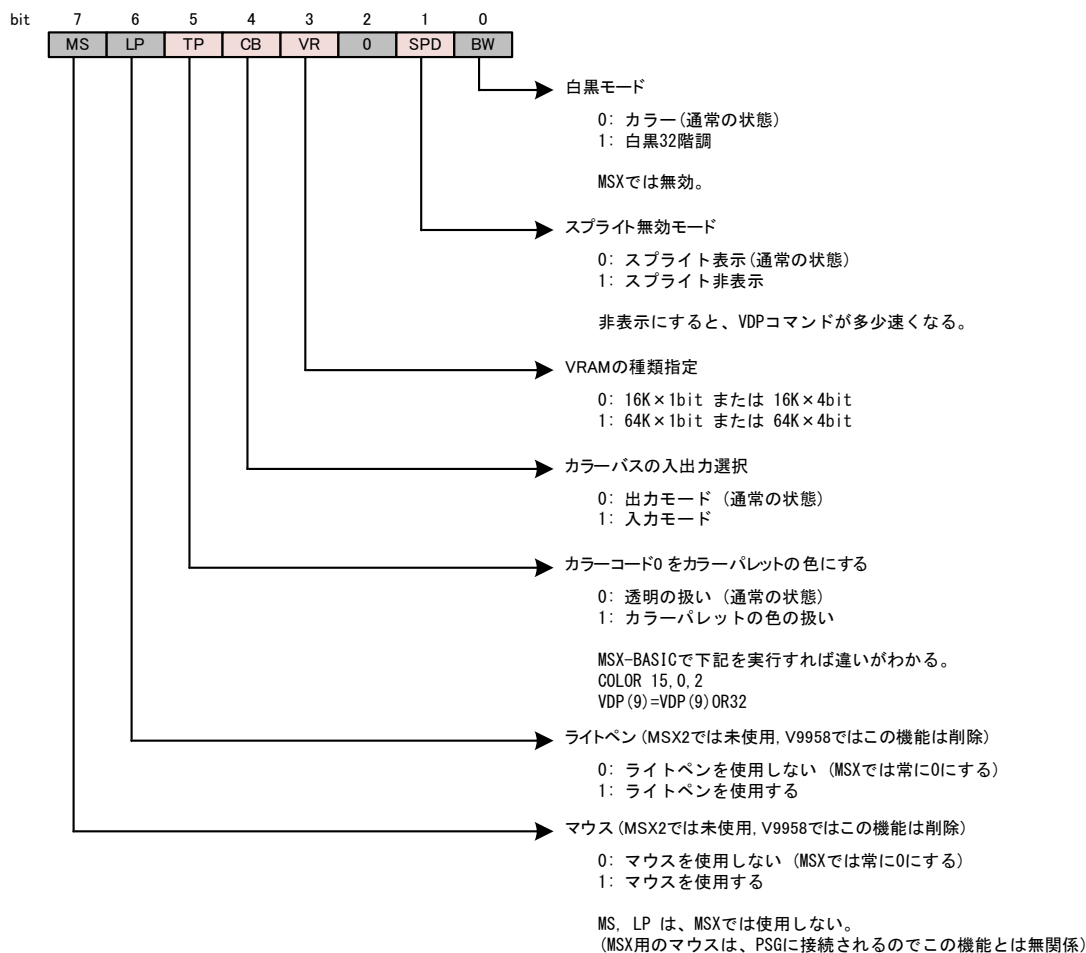 bit 7 6 5 4 3 2 1 0
MS LP TP CB VR 0 SPD BW
白黒モード
0: カラー(通常の状態)
1: 白黒32階調
MSXでは無効。
スプライト無効モード
0: スプライト表示(通常の状態)
1: スプライト非表示
非表示にすると、VDPコマンドが多少速くなる。
VRAMの種類指定
0: 16K×1bit または 16K×4bit
1: 64K×1bit または 64K×4bit
カラーバスの入出力選択
0: 出力モード (通常の状態)
1: 入力モード
カラーコード0 をカラーパレットの色にする
0: 透明の扱い (通常の状態)
1: カラーパレットの色の扱い
MSX-BASICで下記を実行すれば違いがわかる。
COLOR 15,0,2
VDP(9)=VDP(9)OR32
ライトペン (MSX2では未使用, V9958ではこの機能は削除)
0: ライトペンを使用しない (MSXでは常に0にする)
1: ライトペンを使用する
マウス (MSX2では未使用, V9958ではこの機能は削除)
0: マウスを使用しない (MSXでは常に0にする)
1: マウスを使用する
MS, LP は、MSXでは使用しない。
(MSX用のマウスは、PSGに接続されるのでこの機能とは無関係)